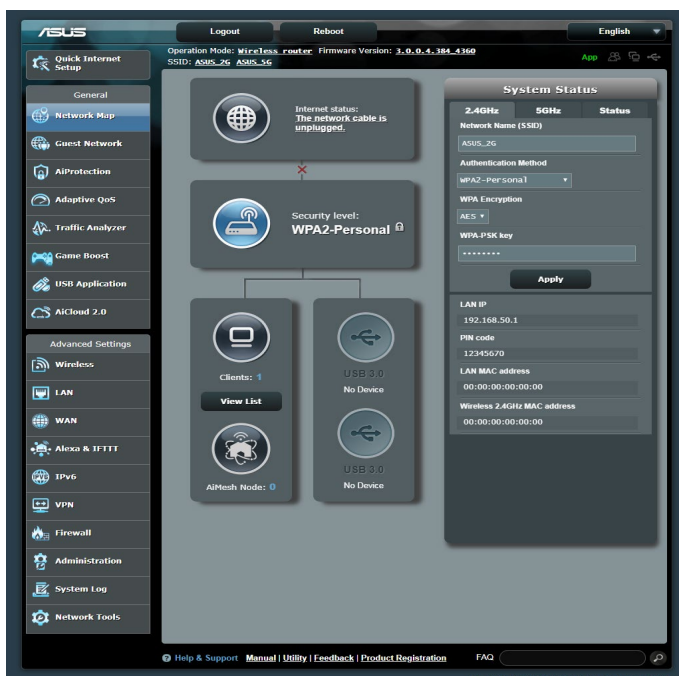 ASUS
Logout
Reboot
English
Quick Internet
Setup
Operation Mode: Wireless router Firmware Version: 3.0.0.4.384_4360
SSID: ASUS_2G ASUS_5G
App
General
Network Map
Guest Network
AiProtection
Adaptive QoS
Traffic Analyzer
Game Boost
USB Application
AiCloud 2.0
Advanced Settings
Wireless
LAN
WAN
Alexa & IFTTT
IPv6
VPN
Firewall
Administration
System Log
Network Tools
Internet status:
The network cable is
unplugged.
Security level:
WPA2-Personal
Clients: 1
View List
AiMesh Node: 0
USB 3.0
No Device
USB 3.0
No Device
System Status
2.4GHz
5GHz
Status
Network Name (SSID)
ASUS_2G
Authentication Method
WPA2-Personal
WPA Encryption
AES
WPA-PSK key
········
Apply
LAN IP
192.168.50.1
PIN code
12345670
LAN MAC address
00:00:00:00:00:00
Wireless 2.4GHz MAC address
00:00:00:00:00:00
Help & Support Manual | Utility | Feedback | Product Registration
FAQ